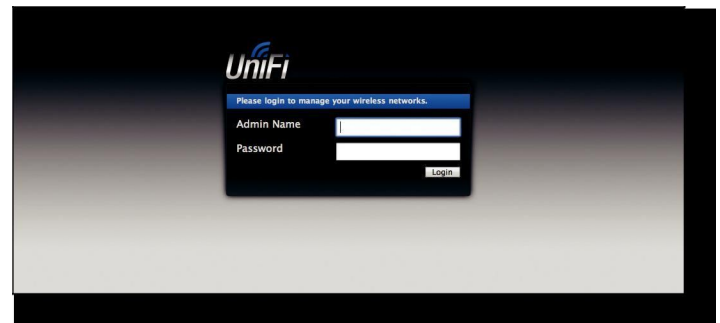 UniFi
Please login to manage your wireless networks.
Admin Name
Password
Login